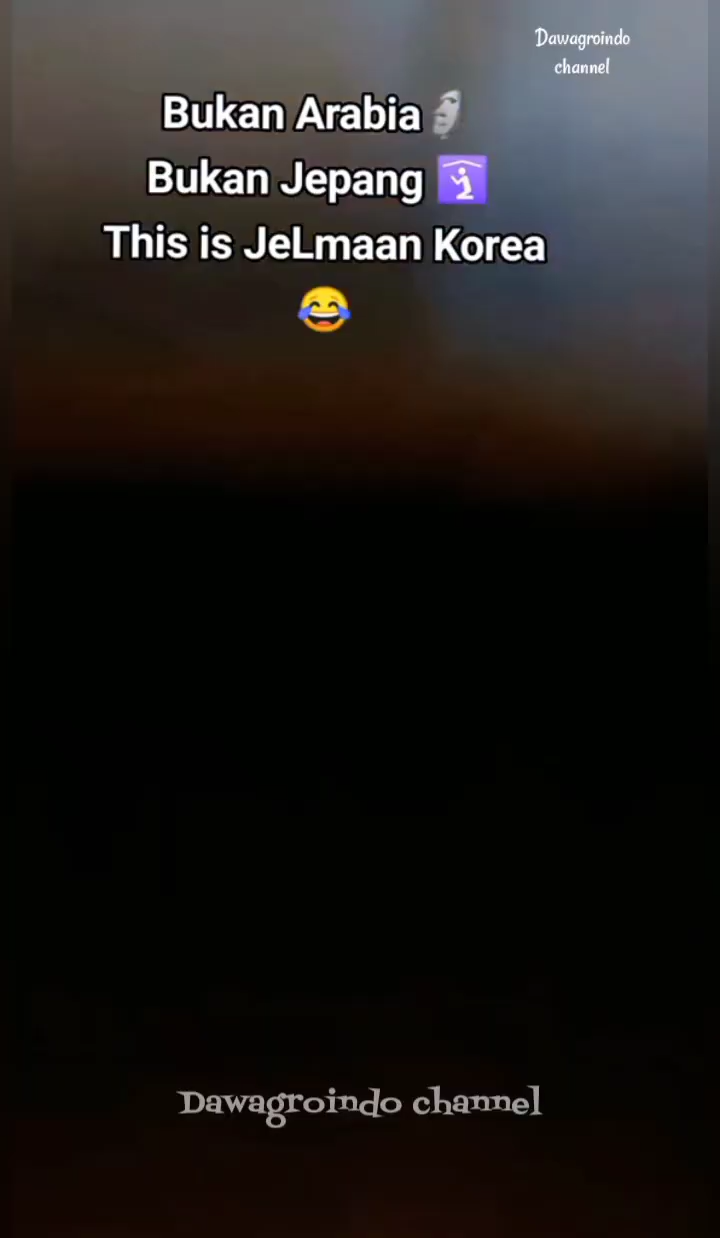 Dawagroindo
channel
Bukan Arabia 🗿
Bukan Jepang 🛐
This is JeLmaan Korea
😂
Dawagroindo channel